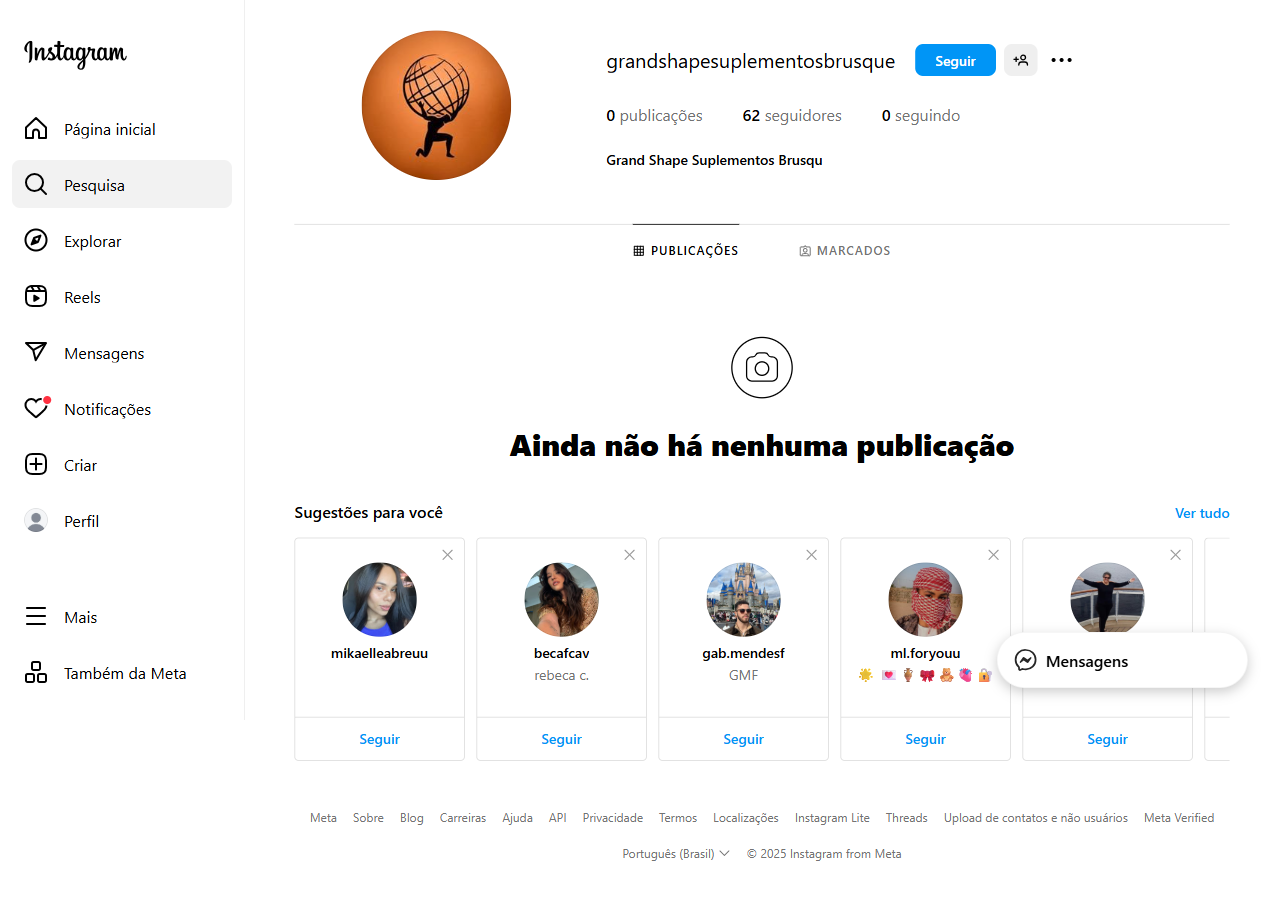 Instagram
Página inicial
Pesquisa
Explorar
Reels
Mensagens
Notificações
Criar
Perfil
Mais
Também da Meta
grandshapesuplementosbrusque Seguir
0 publicações 62 seguidores 0 seguindo
Grand Shape Suplementos Brusqu
PUBLICAÇÕES MARCADOS
Ainda não há nenhuma publicação
Sugestões para você Ver tudo
mikaelleabreuu becafcav gab.mendesf ml.foryouu
rebeca c. GMF 🌟 💌 🏺 🎀 🧸 🫀 🔐
Mensagens
Seguir Seguir Seguir Seguir Seguir
Meta Sobre Blog Carreiras Ajuda API Privacidade Termos Localizações Instagram Lite Threads Upload de contatos e não usuários Meta Verified
Português (Brasil) © 2025 Instagram from Meta